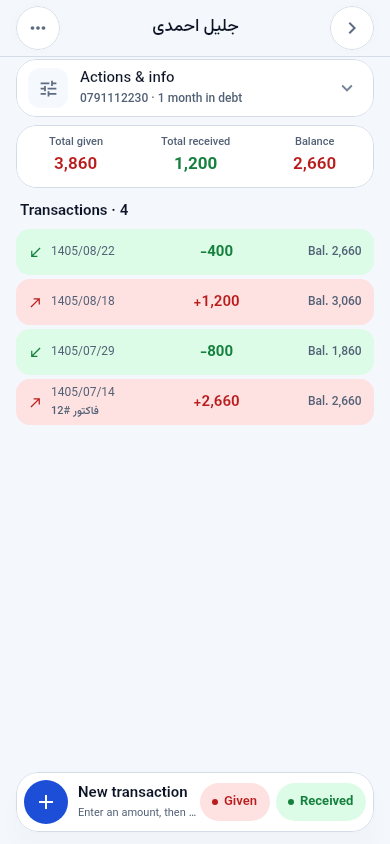 جلیل احمدی
Actions & info
0791112230 · 1 month in debt
Total given
3,860
Total received
1,200
Balance
2,660
Transactions · 4
1405/08/22 −400 Bal. 2,660
1405/08/18 +1,200 Bal. 3,060
1405/07/29 −800 Bal. 1,860
1405/07/14 +2,660 Bal. 2,660
فاکتور #12
New transaction
Enter an amount, then …
Given
Received